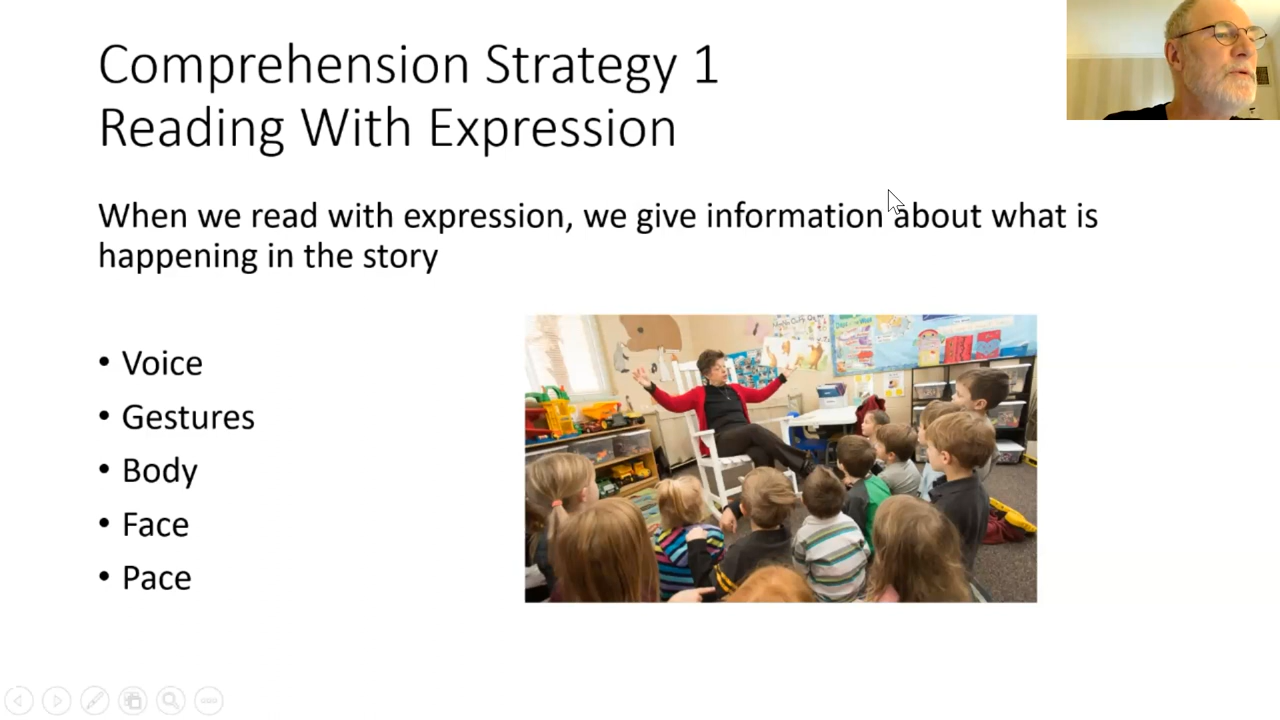 Comprehension Strategy 1
Reading With Expression
When we read with expression, we give information about what is
happening in the story
• Voice
• Gestures
• Body
• Face
• Pace